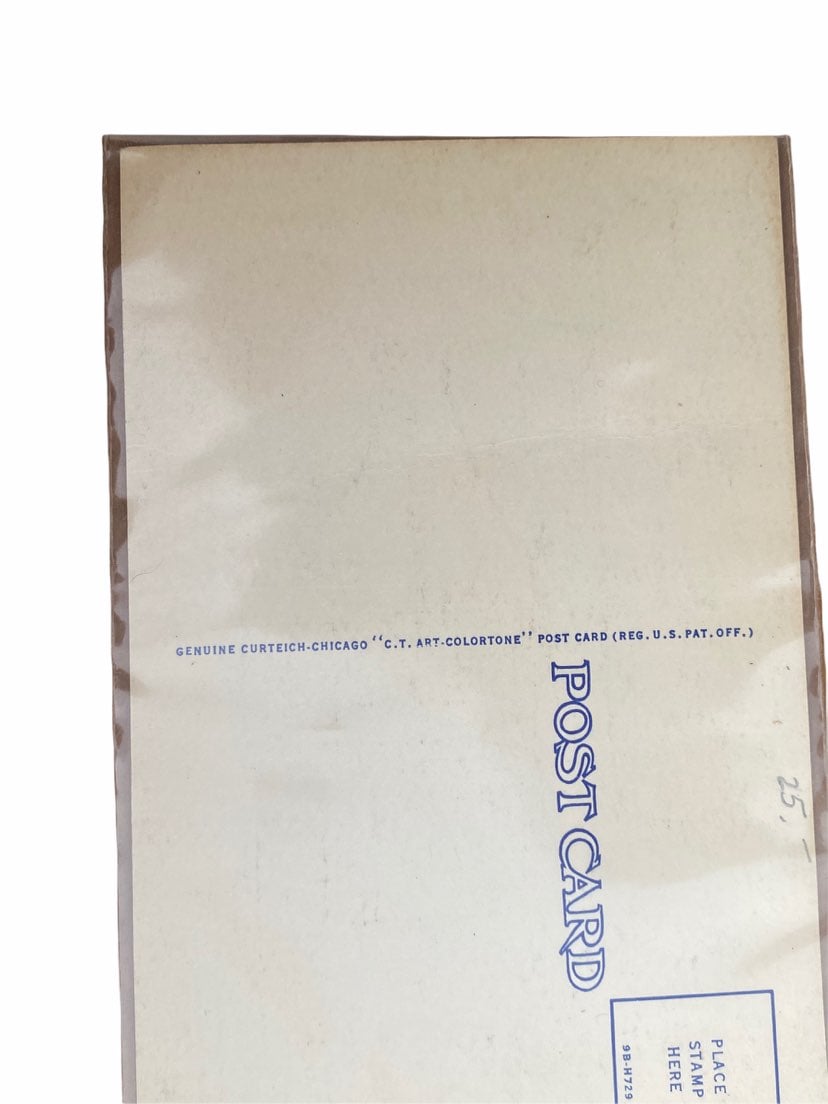 GENUINE CURTEICH-CHICAGO "C.T. ART-COLORTONE" POST CARD (REG. U.S. PAT. OFF.)
POST CARD
25.-
PLACE
STAMP
HERE
9B-H729